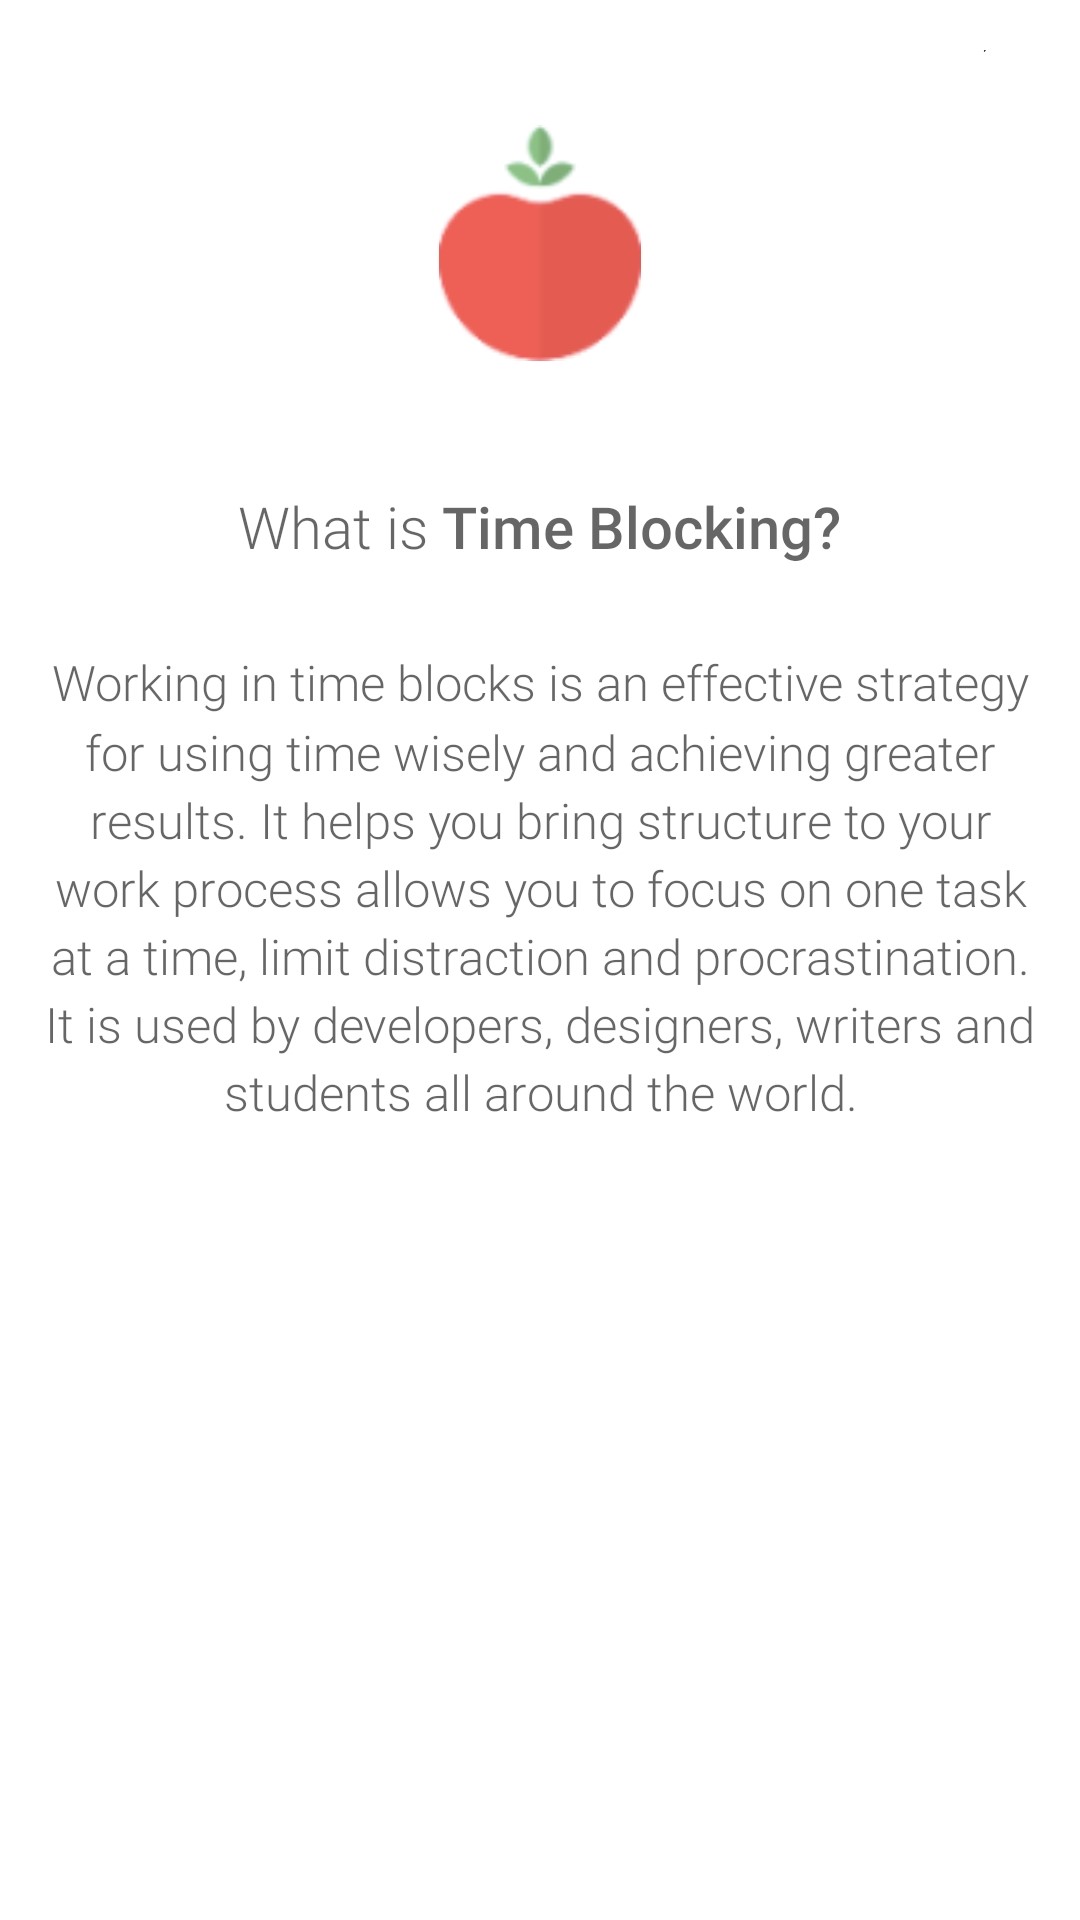 What is Time Blocking?
Working in time blocks is an effective strategy
for using time wisely and achieving greater
results. It helps you bring structure to your
work process allows you to focus on one task
at a time, limit distraction and procrastination.
It is used by developers, designers, writers and
students all around the world.